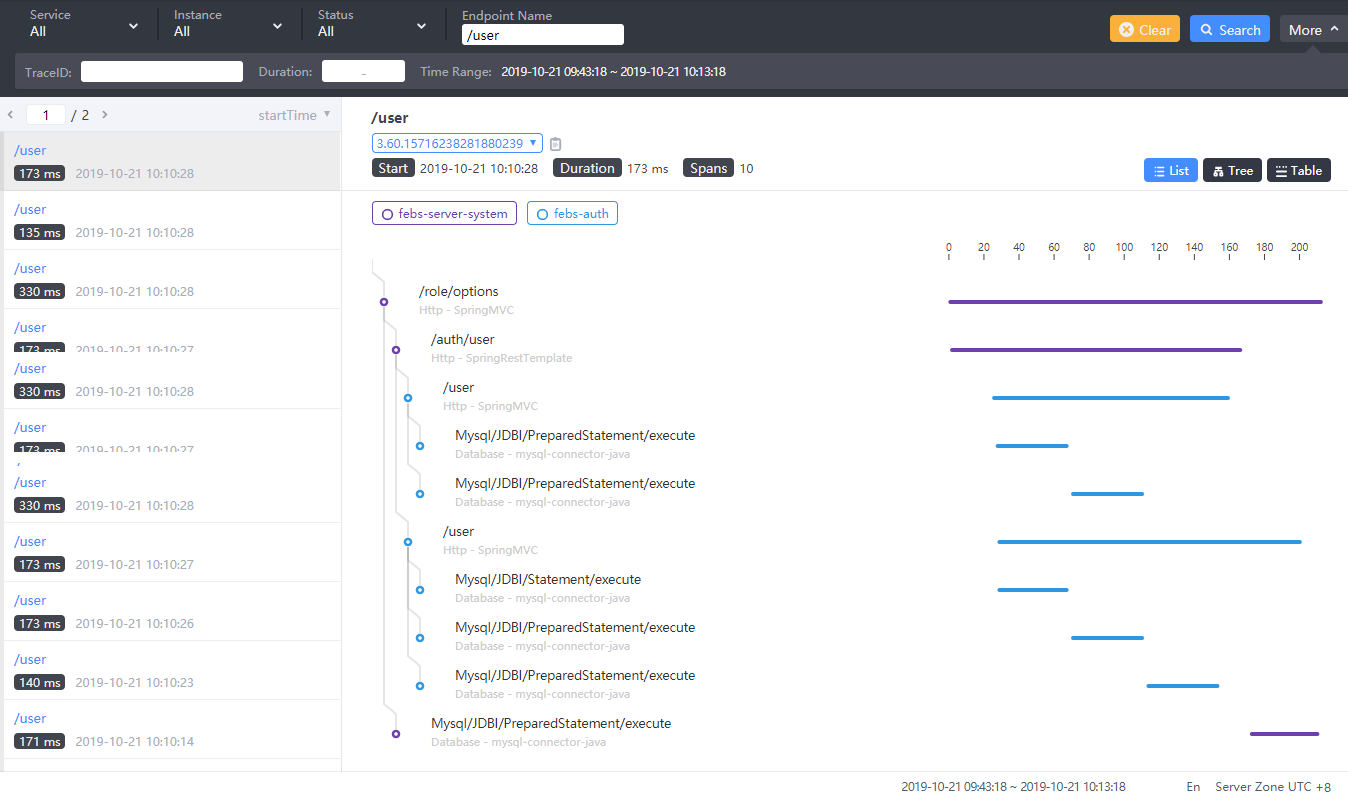 Service
All
Instance
All
Status
All
Endpoint Name
/user
Clear
Search
More
TraceID:
Duration:
-
Time Range: 2019-10-21 09:43:18 ~ 2019-10-21 10:13:18
1 / 2
startTime
/user
173 ms 2019-10-21 10:10:28
/user
135 ms 2019-10-21 10:10:28
/user
330 ms 2019-10-21 10:10:28
/user
173 ms 2019-10-21 10:10:27
/user
330 ms 2019-10-21 10:10:28
/user
173 ms 2019-10-21 10:10:27
/user
330 ms 2019-10-21 10:10:28
/user
173 ms 2019-10-21 10:10:27
/user
173 ms 2019-10-21 10:10:26
/user
140 ms 2019-10-21 10:10:23
/user
171 ms 2019-10-21 10:10:14
/user
3.60.15716238281880239
Start 2019-10-21 10:10:28 Duration 173 ms Spans 10
List Tree Table
febs-server-system febs-auth
0 20 40 60 80 100 120 140 160 180 200
/role/options
Http - SpringMVC
/auth/user
Http - SpringRestTemplate
/user
Http - SpringMVC
Mysql/JDBI/PreparedStatement/execute
Database - mysql-connector-java
Mysql/JDBI/PreparedStatement/execute
Database - mysql-connector-java
/user
Http - SpringMVC
Mysql/JDBI/Statement/execute
Database - mysql-connector-java
Mysql/JDBI/PreparedStatement/execute
Database - mysql-connector-java
Mysql/JDBI/PreparedStatement/execute
Database - mysql-connector-java
Mysql/JDBI/PreparedStatement/execute
Database - mysql-connector-java
2019-10-21 09:43:18 ~ 2019-10-21 10:13:18
En
Server Zone UTC +8